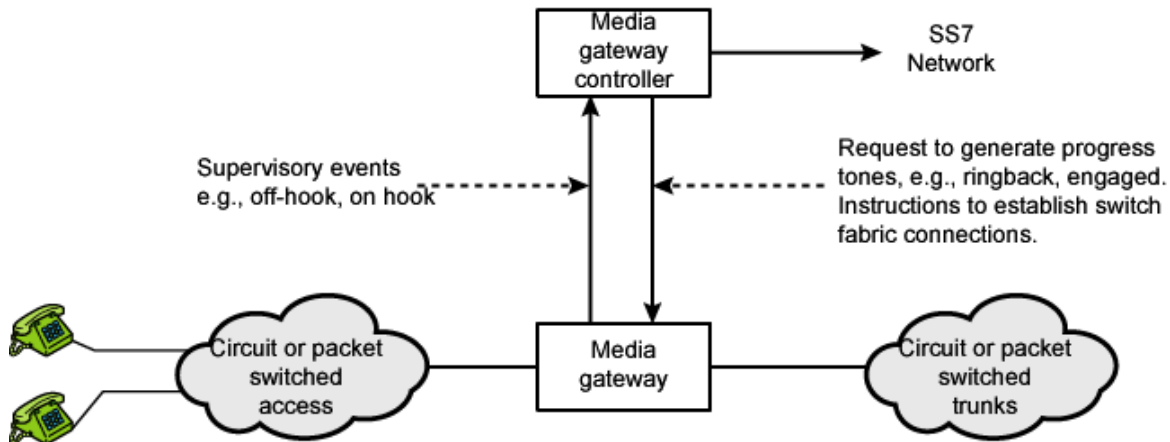 Media
gateway
controller
SS7
Network
Supervisory events
e.g., off-hook, on hook
Request to generate progress
tones, e.g., ringback, engaged.
Instructions to establish switch
fabric connections.
Circuit or packet
switched
access
Media
gateway
Circuit or packet
switched
trunks